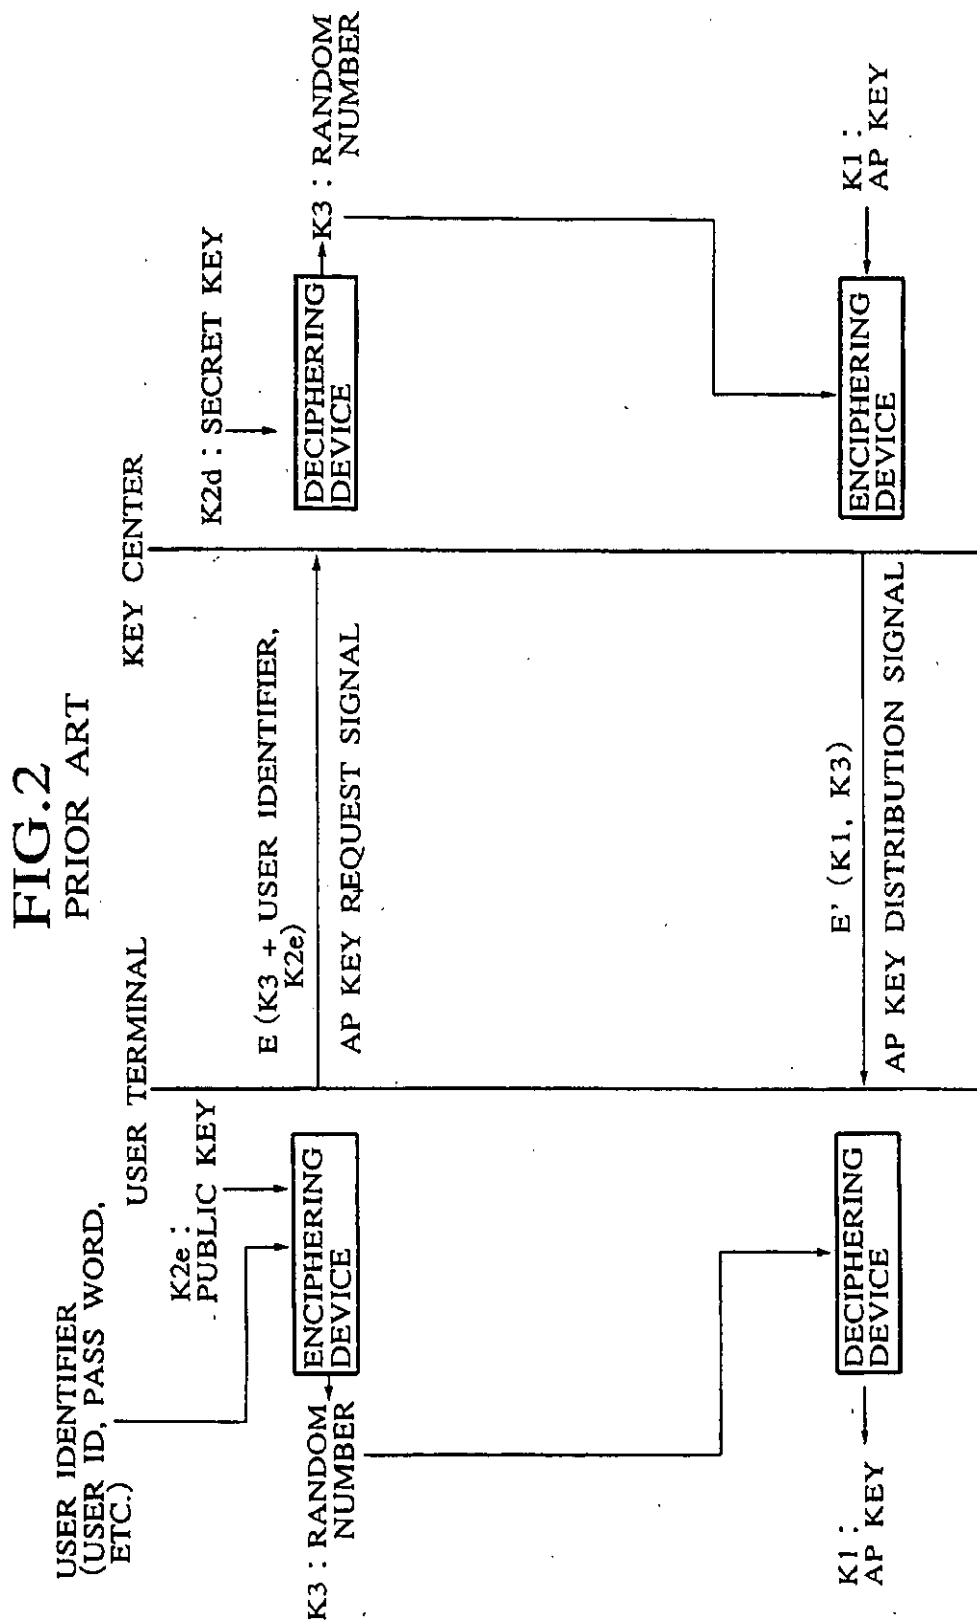 FIG.2
PRIOR ART
USER IDENTIFIER
(USER ID, PASS WORD,
ETC.)
USER TERMINAL
KEY CENTER
K2e :
PUBLIC KEY
E (K3 + USER IDENTIFIER,
K2e)
K2d : SECRET KEY
K3 : RANDOM
NUMBER
ENCIPHERING
DEVICE
AP KEY REQUEST SIGNAL
DECIPHERING
DEVICE
K3 : RANDOM
NUMBER
K1 :
AP KEY
DECIPHERING
DEVICE
E' (K1, K3)
AP KEY DISTRIBUTION SIGNAL
ENCIPHERING
DEVICE
K1 :
AP KEY